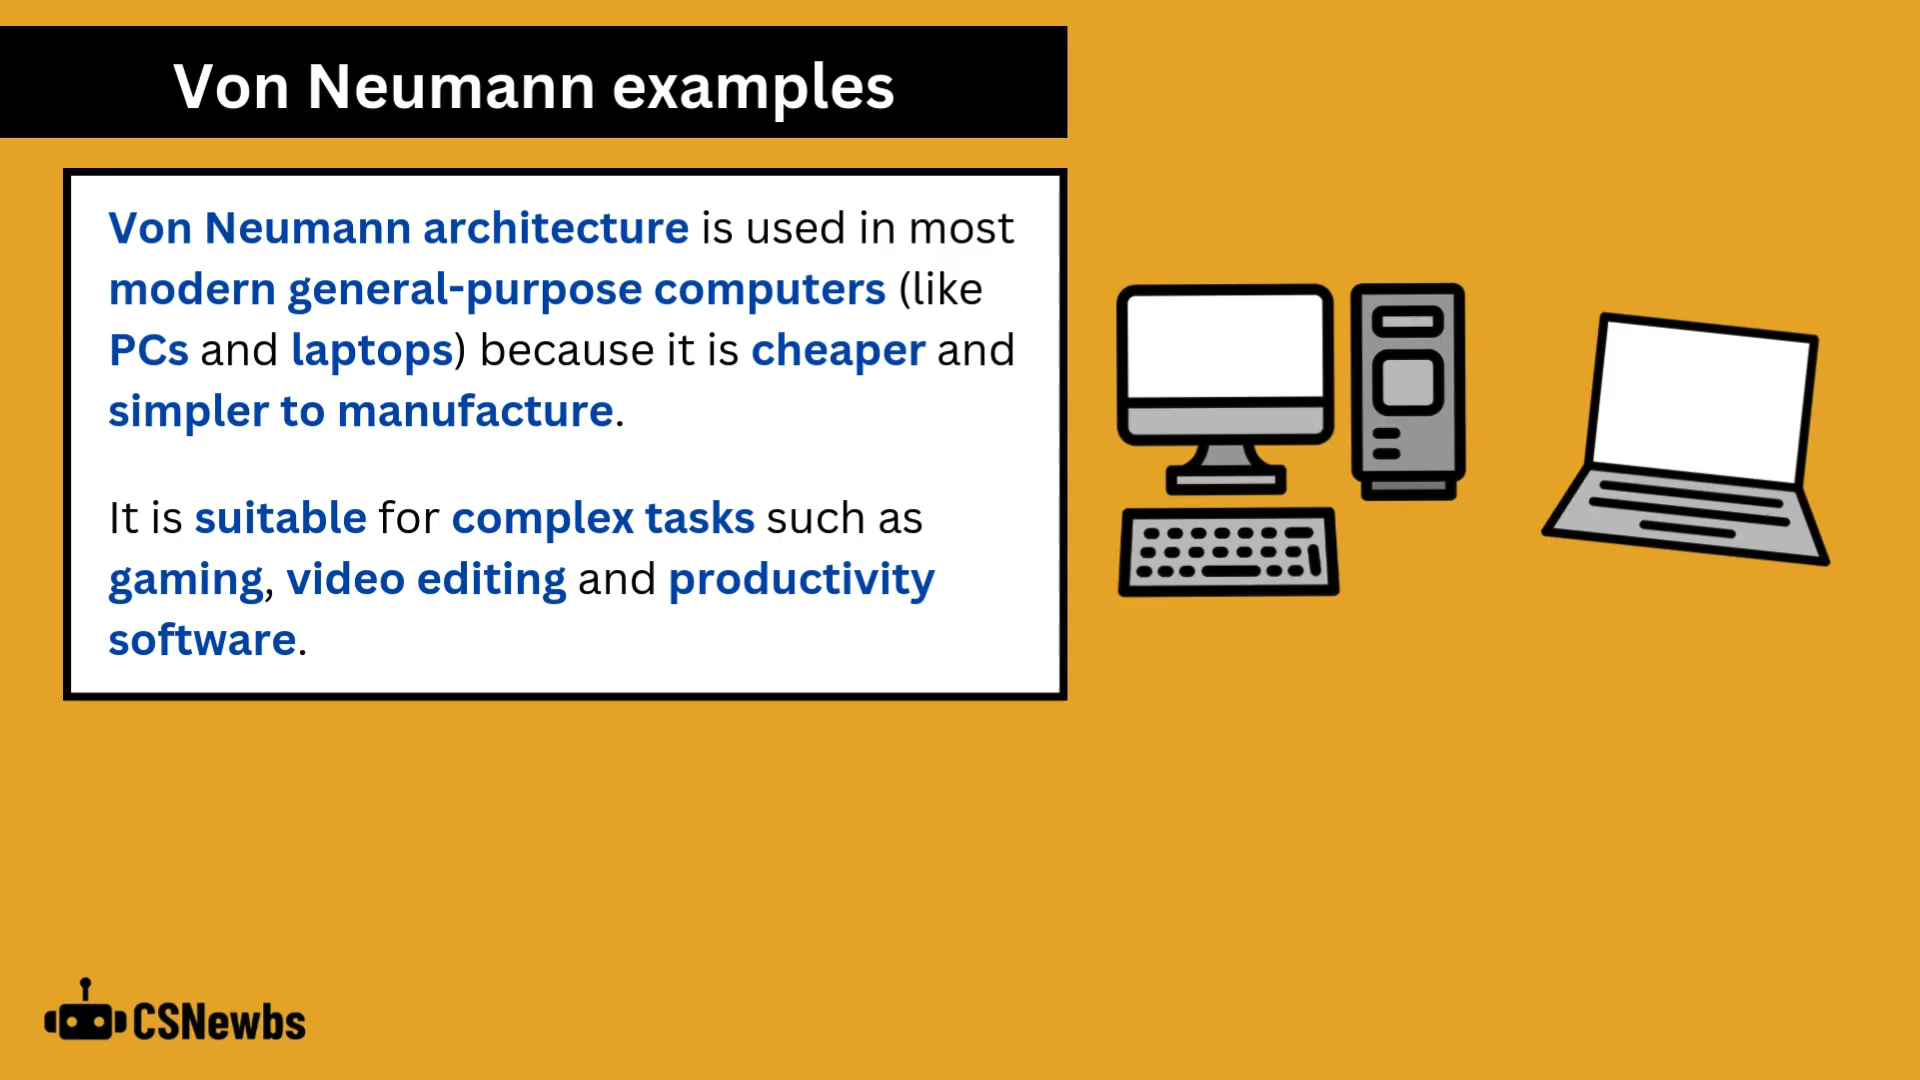 Von Neumann examples
Von Neumann architecture is used in most
modern general-purpose computers (like
PCs and laptops) because it is cheaper and
simpler to manufacture.
It is suitable for complex tasks such as
gaming, video editing and productivity
software.
CSNewbs